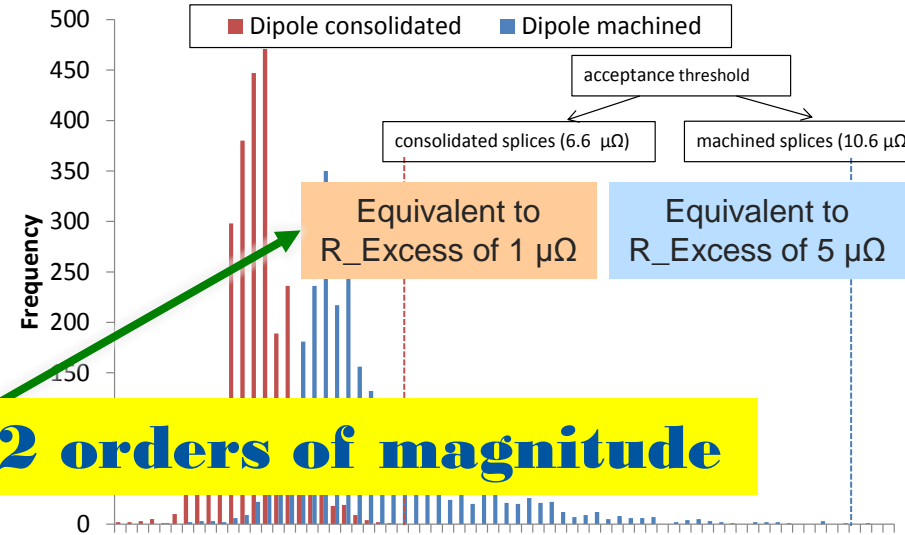 500
Dipole consolidated
Dipole machined
450
acceptance threshold
400
consolidated splices (6.6 μΩ)
machined splices (10.6 μΩ
350
Equivalent to
R_Excess of 1 μΩ
Equivalent to
R_Excess of 5 μΩ
300
250
Frequency
200
150
2 orders of magnitude
0